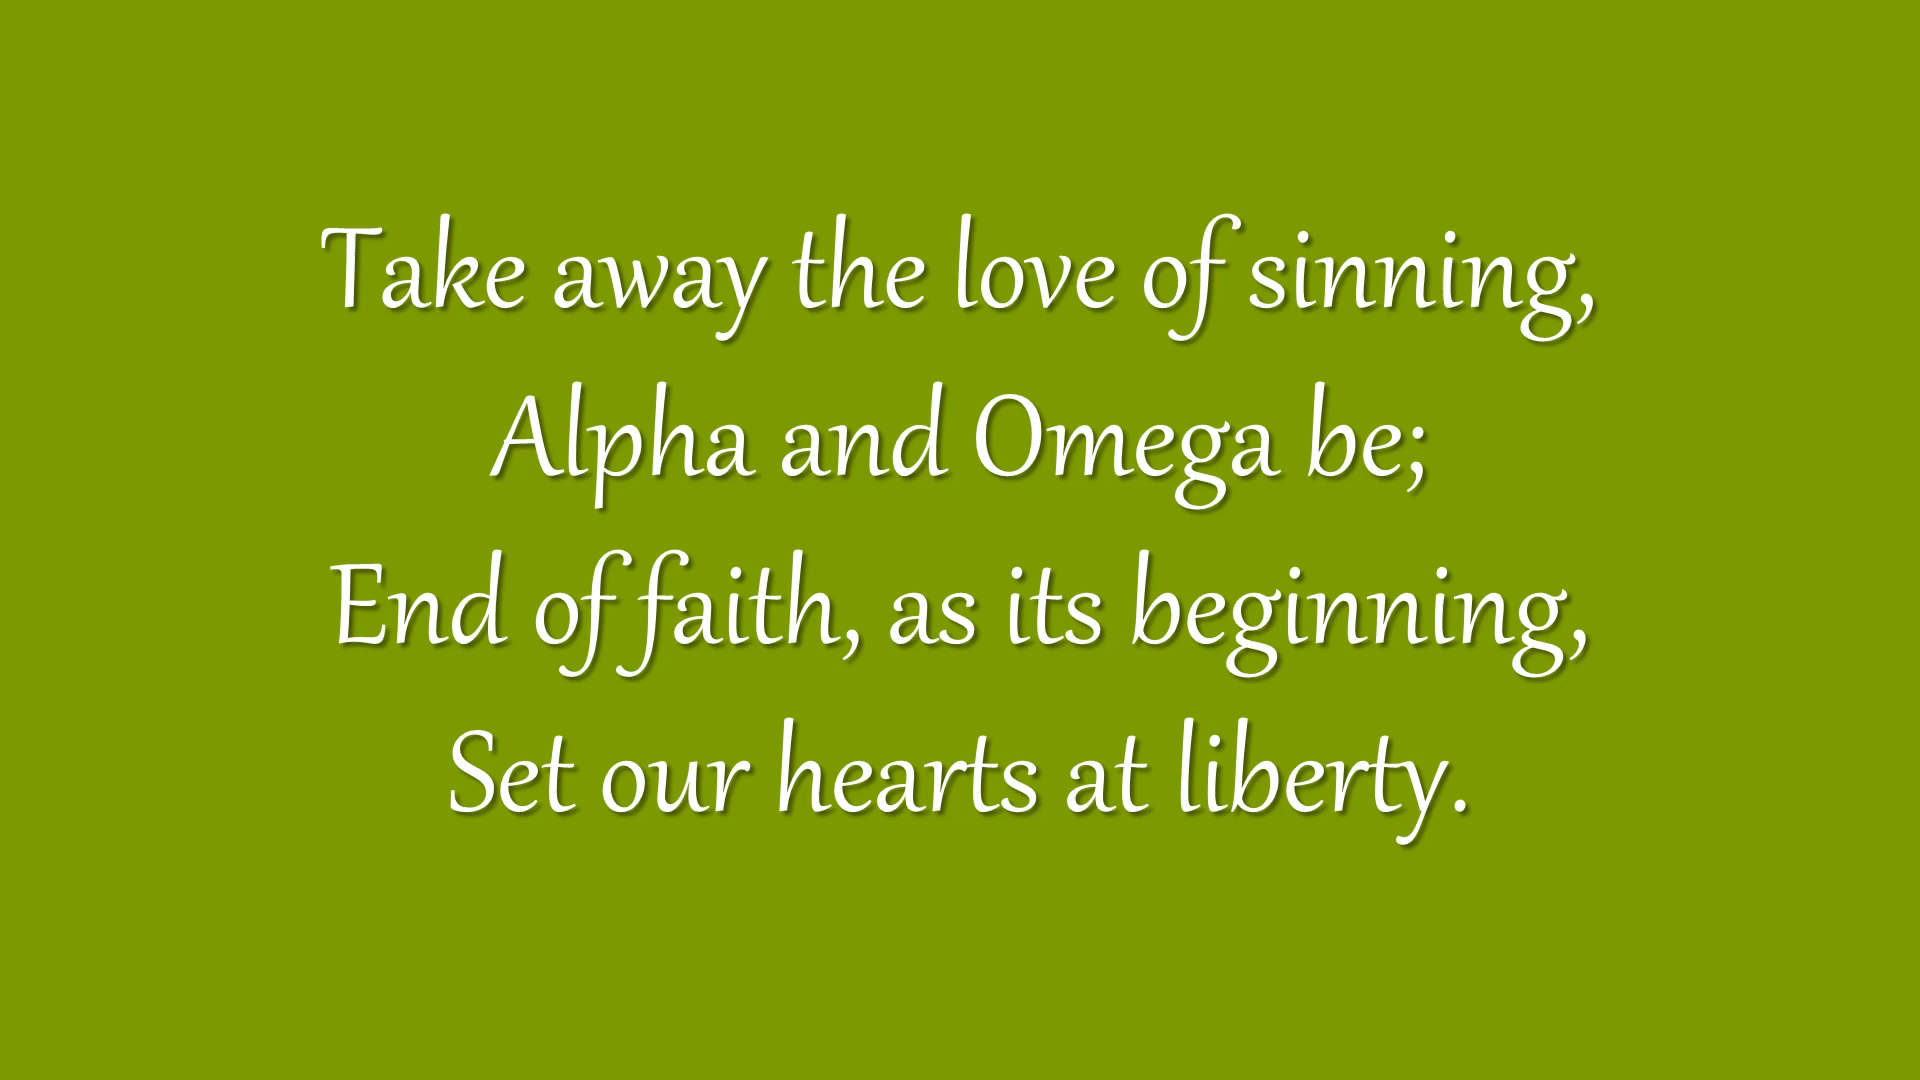 Take away the love of sinning,
Alpha and Omega be;
End of faith, as its beginning,
Set our hearts at liberty.